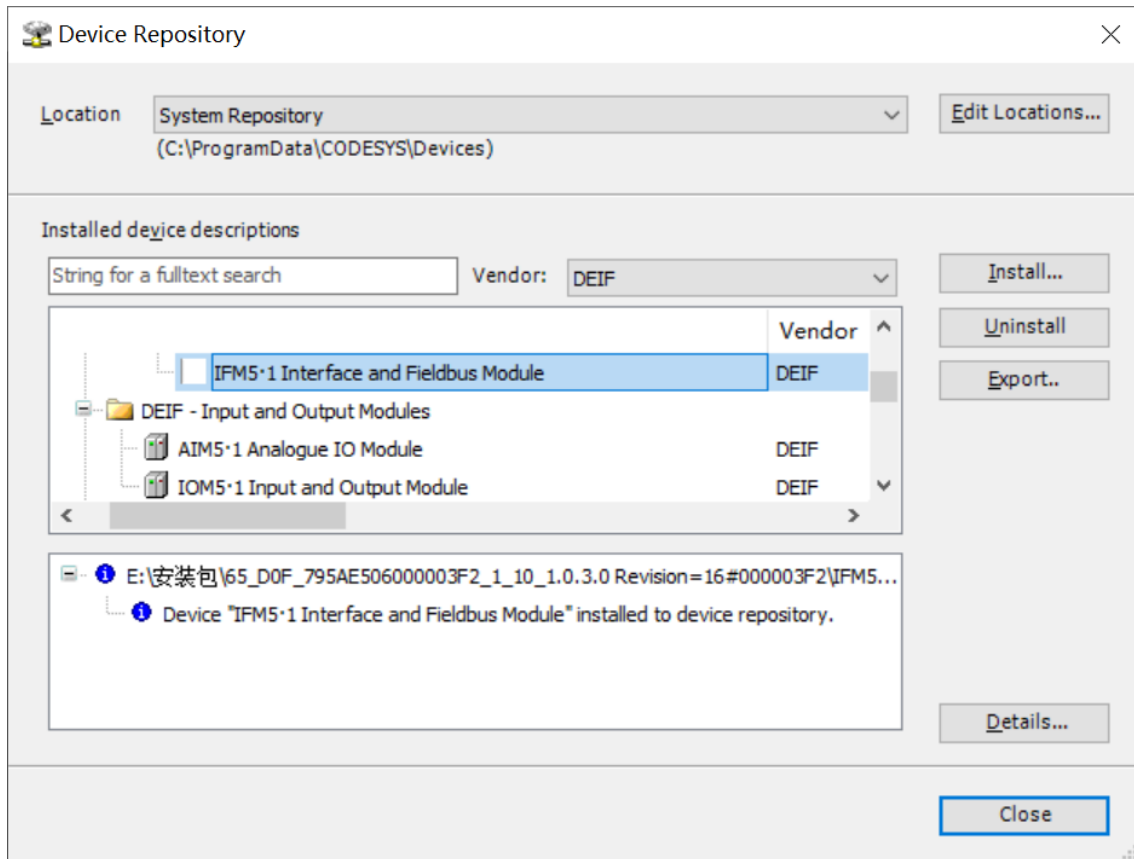 Device Repository
Location
System Repository
Edit Locations...
(C:\ProgramData\CODESYS\Devices)
Installed device descriptions
String for a fulltext search
Vendor:
DEIF
Install...
Vendor
Uninstall
IFM5·1 Interface and Fieldbus Module DEIF
Export..
DEIF - Input and Output Modules
AIM5·1 Analogue IO Module DEIF
IOM5·1 Input and Output Module DEIF
E:\安装包\65_D0F_795AE506000003F2_1_10_1.0.3.0 Revision=16#000003F2\IFM5...
Device "IFM5·1 Interface and Fieldbus Module" installed to device repository.
Details...
Close